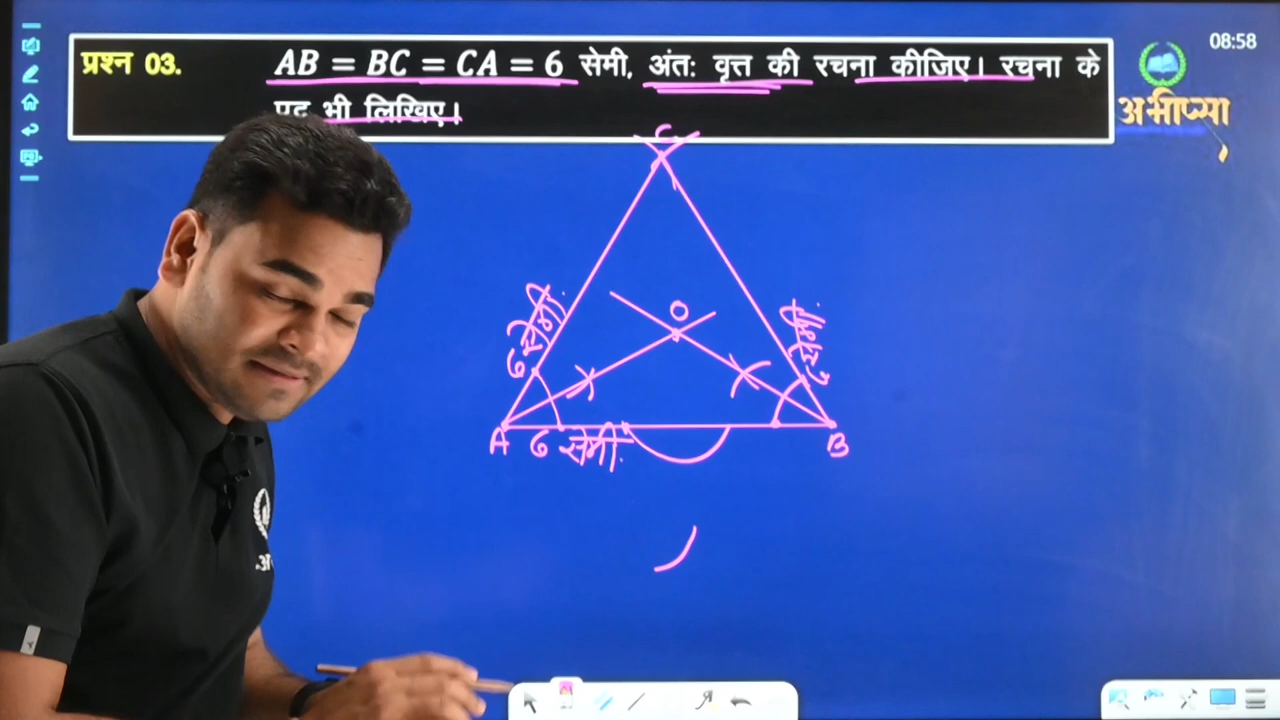 08:58
प्रश्न 03. AB = BC = CA = 6 सेमी, अंत: वृत्त की रचना कीजिए। रचना के
पद भी लिखिए।
अभीप्सा
C
6 सेमी.
6 सेमी.
O
A 6 सेमी. B